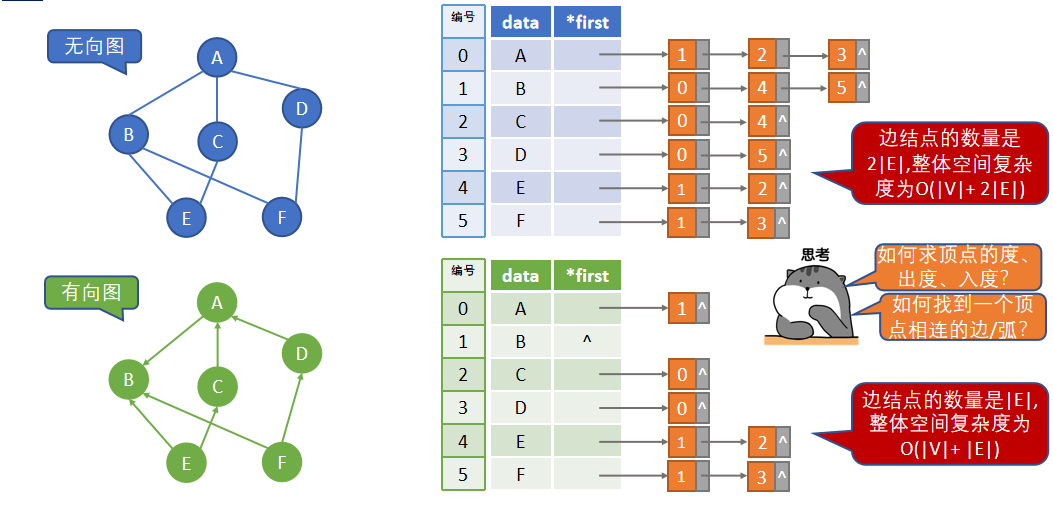 无向图
A
B
C
D
E
F
编号 data *first
0 A 1 2 3 ^
1 B 0 4 5 ^
2 C 0 4 ^
3 D 0 5 ^
4 E 1 2 ^
5 F 1 3 ^
边结点的数量是
2|E|,整体空间复杂
度为O(|V|+ 2|E|)
思考
如何求顶点的度、
出度、入度?
如何找到一个顶
点相连的边/弧?
有向图
A
B
C
D
E
F
编号 data *first
0 A 1 ^
1 B ^
2 C 0 ^
3 D 0 ^
4 E 1 2 ^
5 F 1 3 ^
边结点的数量是|E|,
整体空间复杂度为
O(|V|+ |E|)